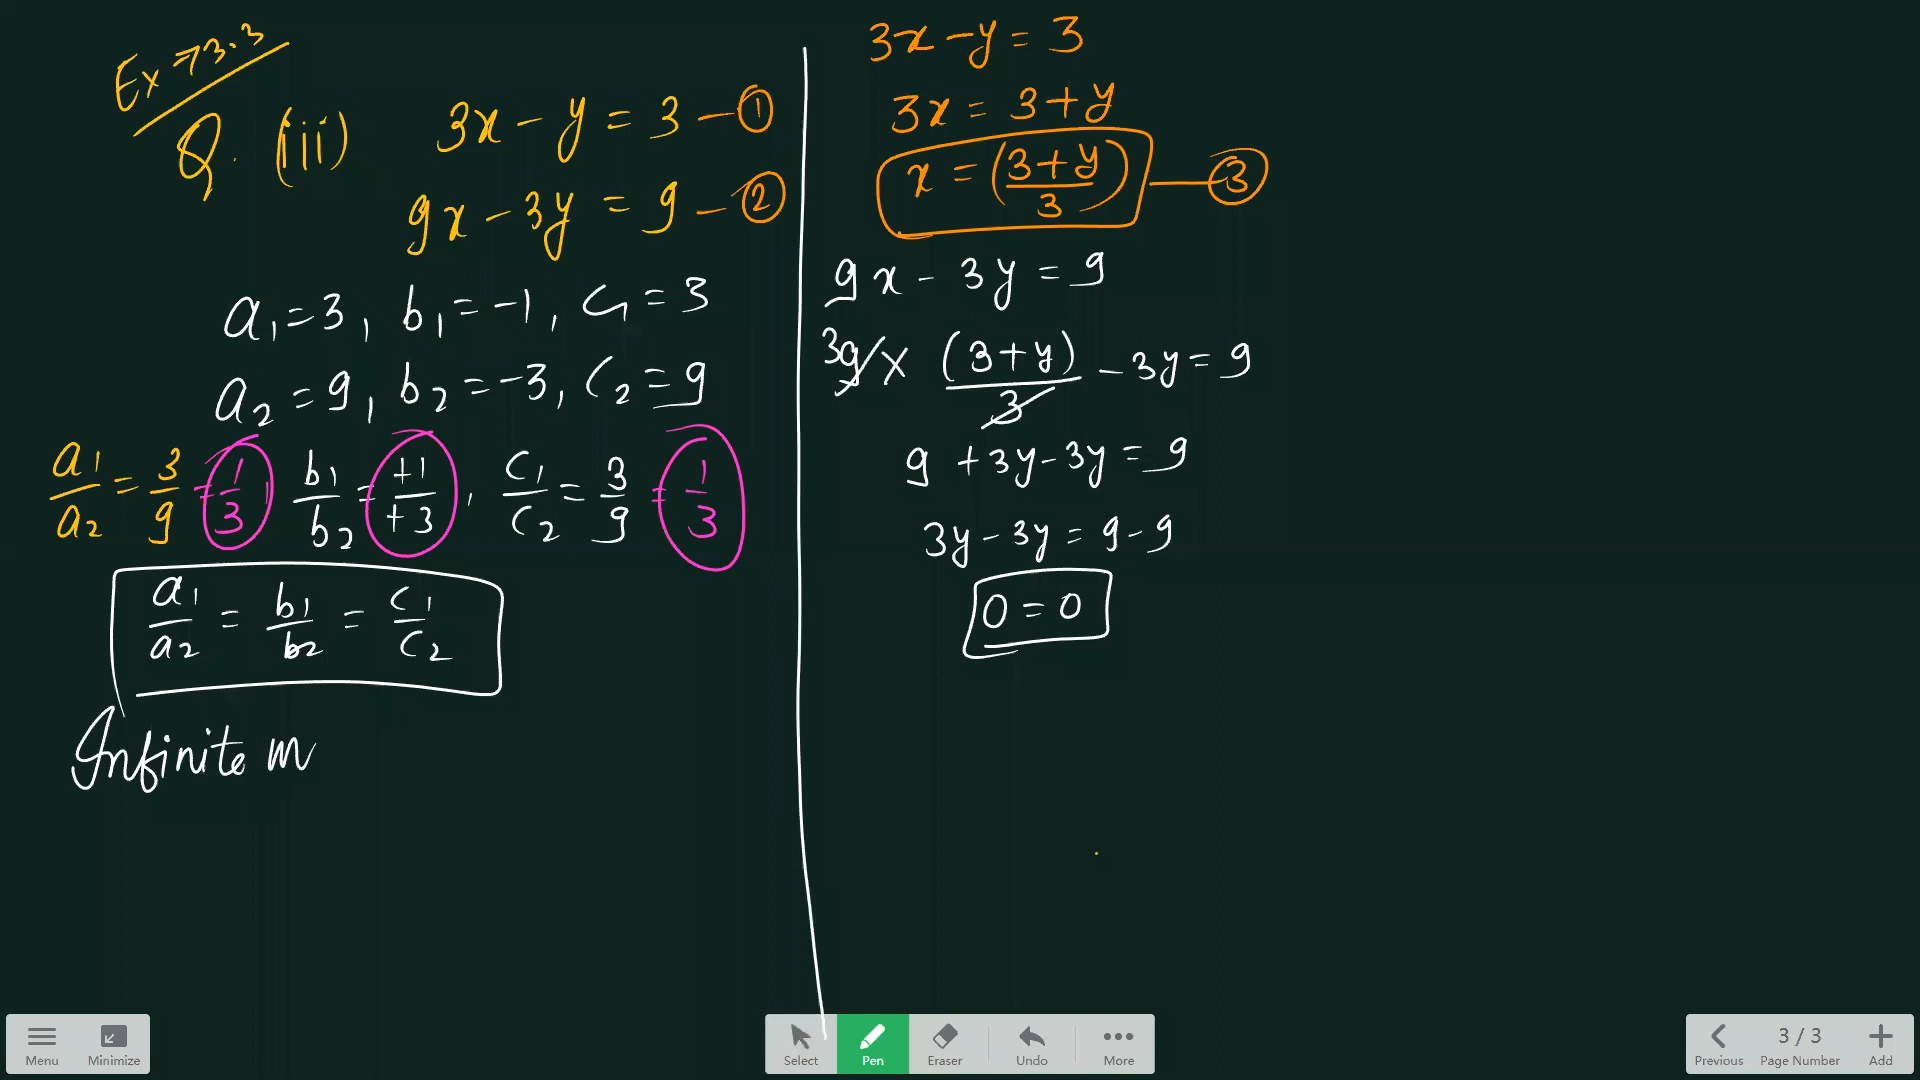 Ex ⇒ 3.3
Q. (iii) 3x - y = 3 — ①
9x - 3y = 9 — ②
a₁ = 3, b₁ = -1, c₁ = 3
a₂ = 9, b₂ = -3, c₂ = 9
a₁/a₂ = 3/9 = 1/3, b₁/b₂ = +1/+3, c₁/c₂ = 3/9 = 1/3
a₁/a₂ = b₁/b₂ = c₁/c₂
Infinite m
3x - y = 3
3x = 3 + y
x = (3 + y / 3) — ③
9x - 3y = 9
3 9 × (3 + y)/3 - 3y = 9
9 + 3y - 3y = 9
3y - 3y = 9 - 9
0 = 0
Menu Minimize Select Pen Eraser Undo More Previous 3 / 3 Page Number Add